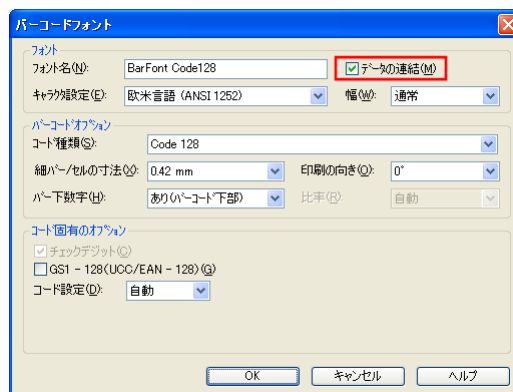 バーコードフォント
フォント
フォント名(N): BarFont Code128 データの連結(M)
キャラクタ設定(E): 欧米言語 (ANSI 1252) 幅(W): 通常
バーコードオプション
コード種類(S): Code 128
細バー/セルの寸法(X): 0.42 mm 印刷の向き(O): 0°
バー下数字(H): あり(バーコード下部) 比率(R): 自動
コード固有のオプション
チェックデジット(C)
GS1 - 128(UCC/EAN - 128)(G)
コード設定(D): 自動
OK キャンセル ヘルプ